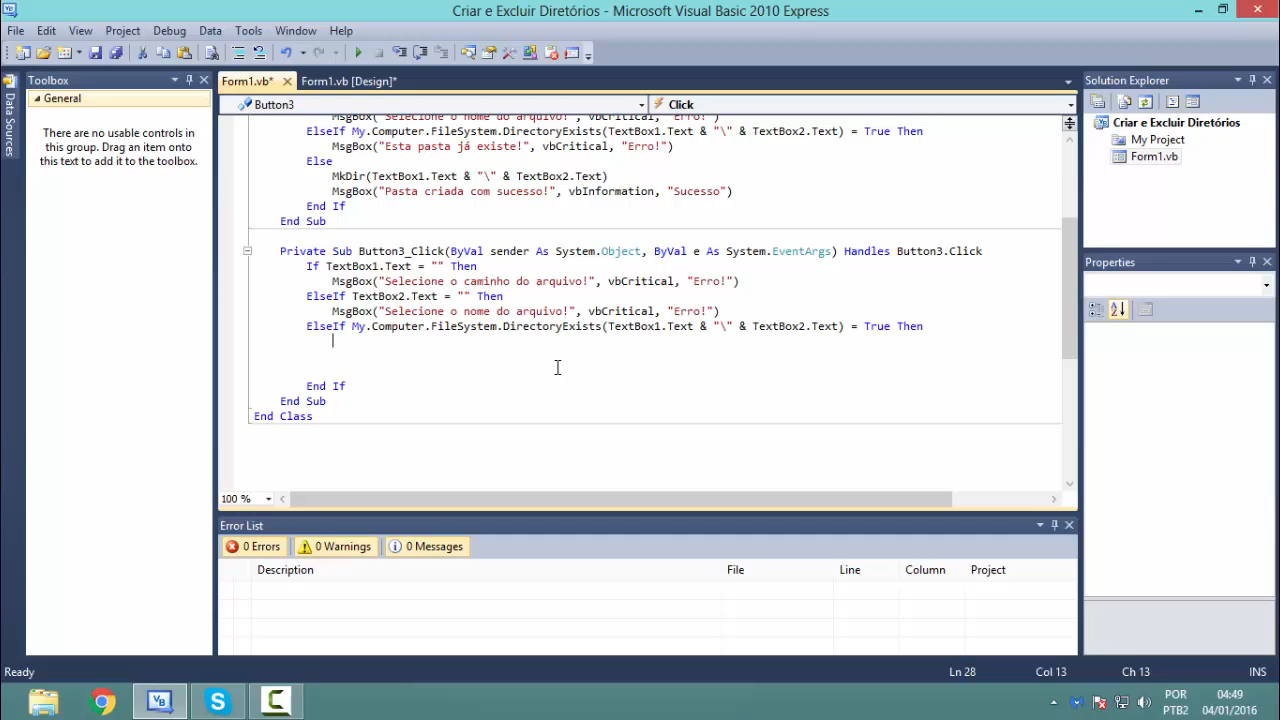 Criar e Excluir Diretórios - Microsoft Visual Basic 2010 Express
File Edit View Project Debug Data Tools Window Help
Data Sources
Toolbox
General
There are no usable controls in
this group. Drag an item onto
this text to add it to the toolbox.
Form1.vb* Form1.vb [Design]*
Button3 Click
MsgBox("Selecione o nome do arquivo!", vbCritical, "Erro!")
ElseIf My.Computer.FileSystem.DirectoryExists(TextBox1.Text & "\" & TextBox2.Text) = True Then
MsgBox("Esta pasta já existe!", vbCritical, "Erro!")
Else
MkDir(TextBox1.Text & "\" & TextBox2.Text)
MsgBox("Pasta criada com sucesso!", vbInformation, "Sucesso")
End If
End Sub
Private Sub Button3_Click(ByVal sender As System.Object, ByVal e As System.EventArgs) Handles Button3.Click
If TextBox1.Text = "" Then
MsgBox("Selecione o caminho do arquivo!", vbCritical, "Erro!")
ElseIf TextBox2.Text = "" Then
MsgBox("Selecione o nome do arquivo!", vbCritical, "Erro!")
ElseIf My.Computer.FileSystem.DirectoryExists(TextBox1.Text & "\" & TextBox2.Text) = True Then
End If
End Sub
End Class
100 %
Error List
0 Errors 0 Warnings 0 Messages
Description File Line Column Project
Solution Explorer
Criar e Excluir Diretórios
My Project
Form1.vb
Properties
Ready Ln 28 Col 13 Ch 13 INS
POR 04:49
PTB2 04/01/2016